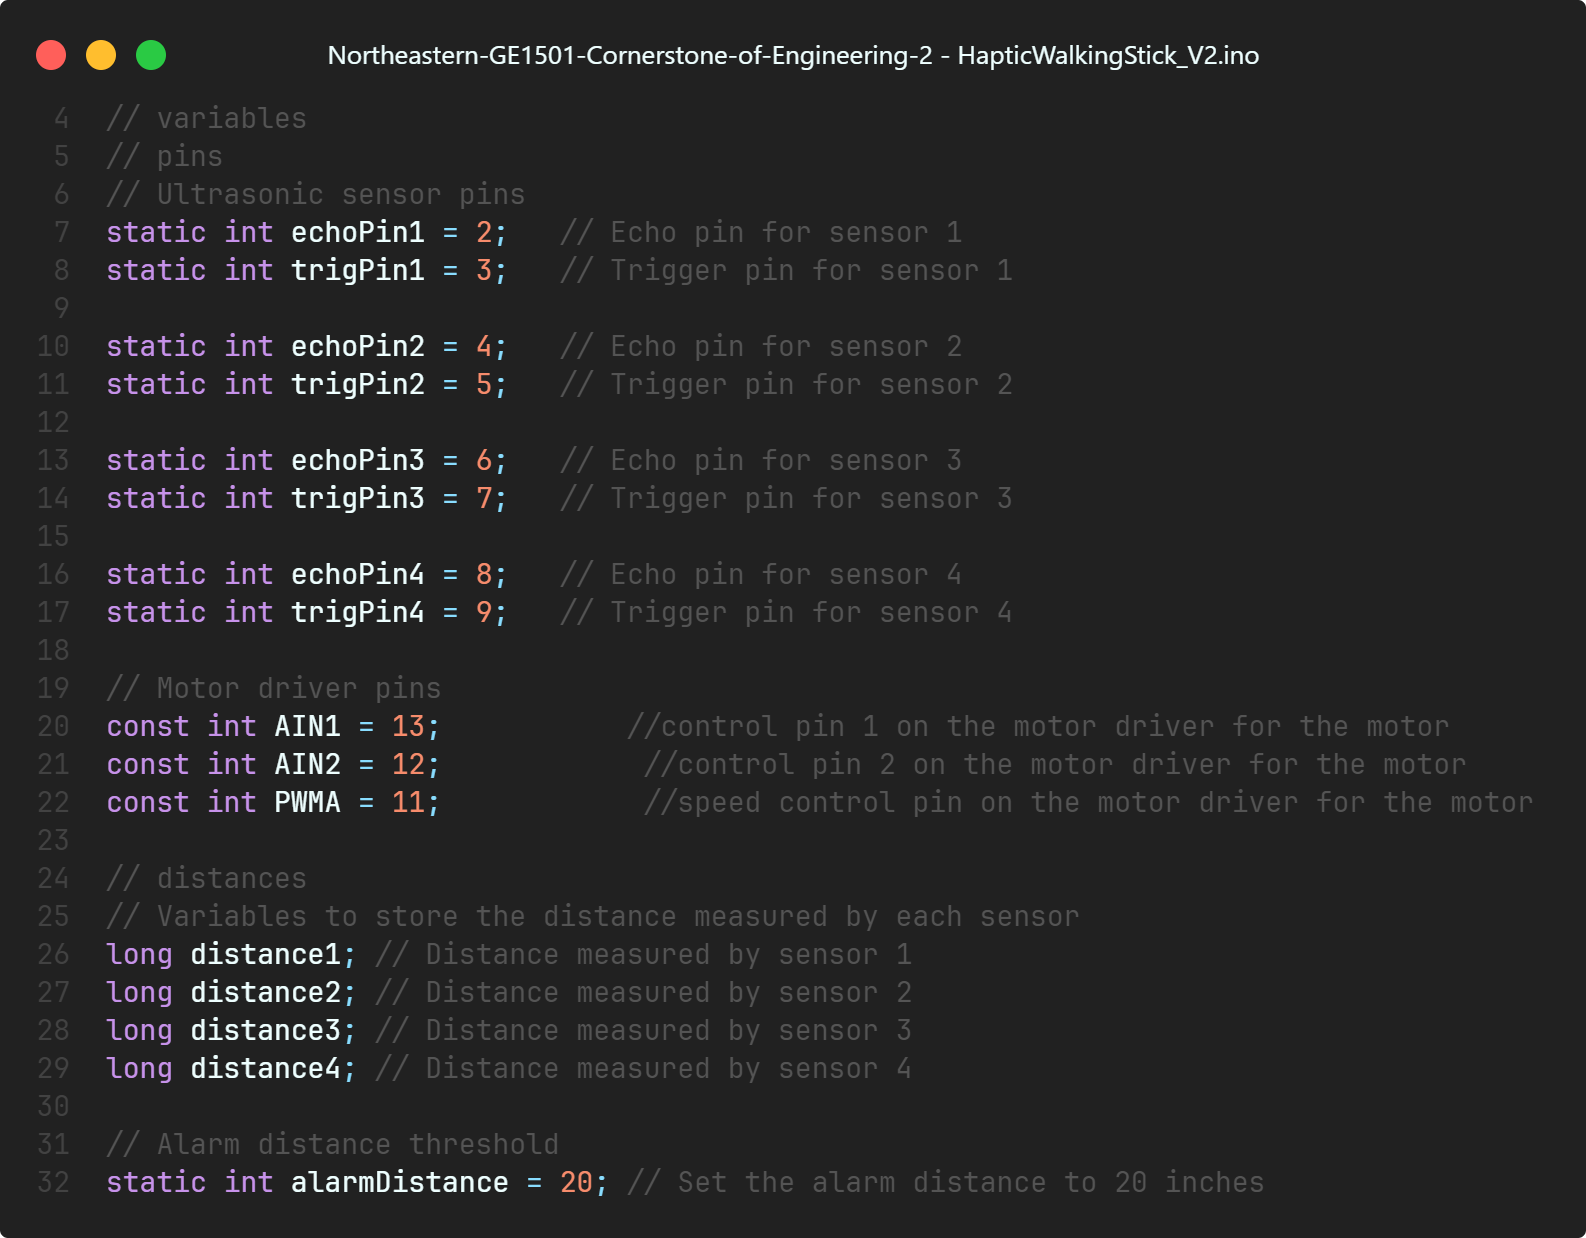 Northeastern-GE1501-Cornerstone-of-Engineering-2 - HapticWalkingStick_V2.ino
4 // variables
5 // pins
6 // Ultrasonic sensor pins
7 static int echoPin1 = 2;   // Echo pin for sensor 1
8 static int trigPin1 = 3;   // Trigger pin for sensor 1
9
10 static int echoPin2 = 4;   // Echo pin for sensor 2
11 static int trigPin2 = 5;   // Trigger pin for sensor 2
12
13 static int echoPin3 = 6;   // Echo pin for sensor 3
14 static int trigPin3 = 7;   // Trigger pin for sensor 3
15
16 static int echoPin4 = 8;   // Echo pin for sensor 4
17 static int trigPin4 = 9;   // Trigger pin for sensor 4
18
19 // Motor driver pins
20 const int AIN1 = 13;           //control pin 1 on the motor driver for the motor
21 const int AIN2 = 12;            //control pin 2 on the motor driver for the motor
22 const int PWMA = 11;            //speed control pin on the motor driver for the motor
23
24 // distances
25 // Variables to store the distance measured by each sensor
26 long distance1; // Distance measured by sensor 1
27 long distance2; // Distance measured by sensor 2
28 long distance3; // Distance measured by sensor 3
29 long distance4; // Distance measured by sensor 4
30
31 // Alarm distance threshold
32 static int alarmDistance = 20; // Set the alarm distance to 20 inches